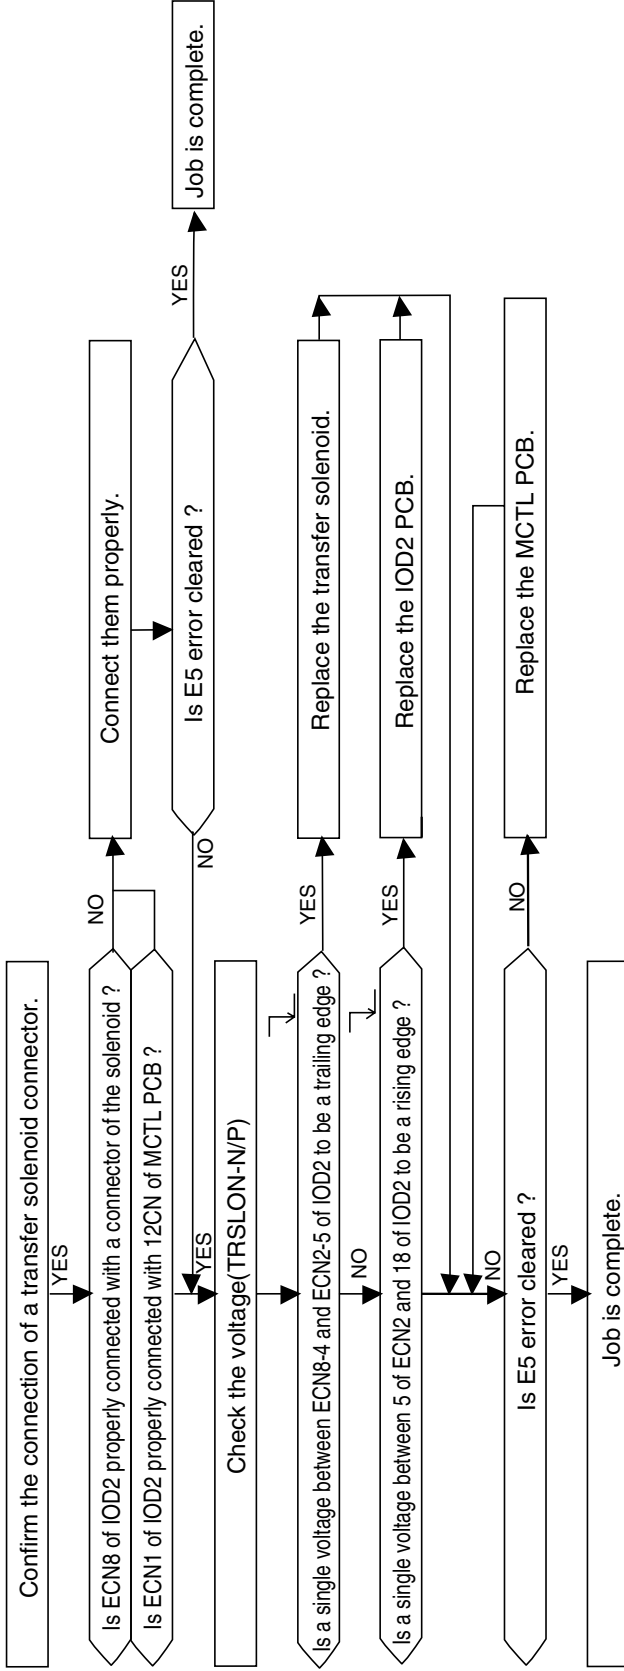 Confirm the connection of a transfer solenoid connector.
YES
Is ECN8 of IOD2 properly connected with a connector of the solenoid ?
NO
Connect them properly.
Is ECN1 of IOD2 properly connected with 12CN of MCTL PCB ?
Is E5 error cleared ?
YES
Job is complete.
NO
YES
Check the voltage(TRSLON-N/P)
Is a single voltage between ECN8-4 and ECN2-5 of IOD2 to be a trailing edge ?
YES
Replace the transfer solenoid.
NO
Is a single voltage between 5 of ECN2 and 18 of IOD2 to be a rising edge ?
YES
Replace the IOD2 PCB.
NO
Is E5 error cleared ?
NO
Replace the MCTL PCB.
YES
Job is complete.